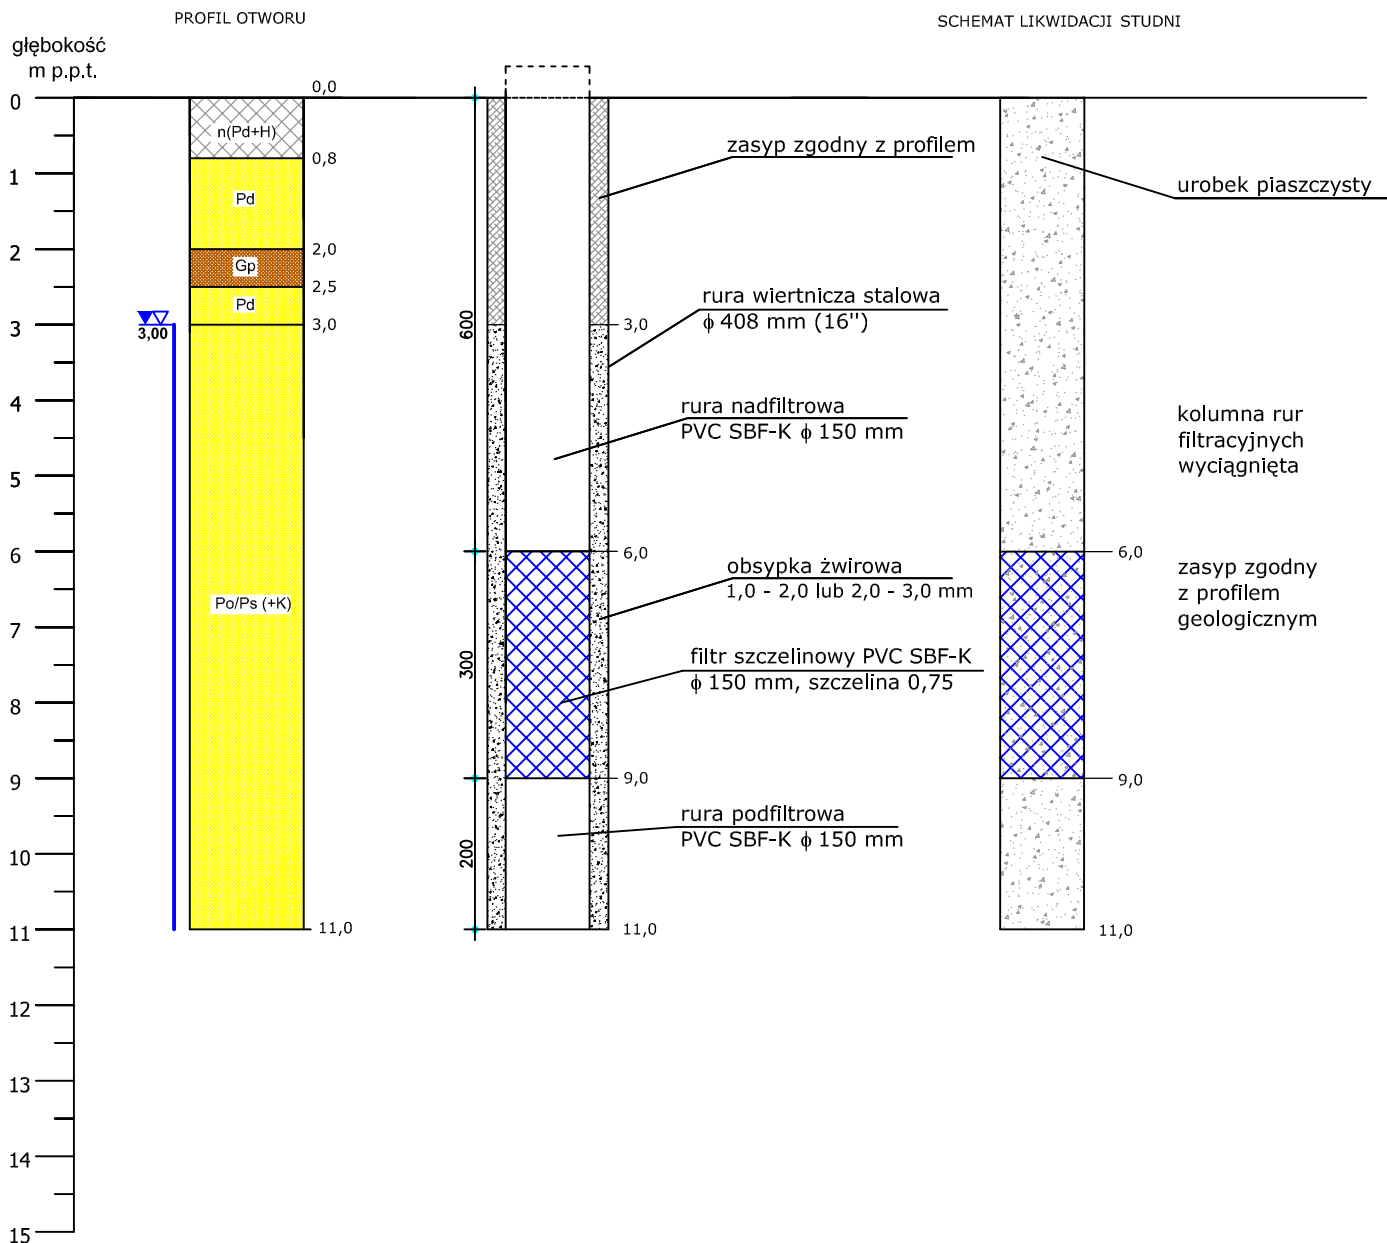 PROFIL OTWORU
SCHEMAT LIKWIDACJI STUDNI
głębokość
m p.p.t.
0
1
2
3
4
5
6
7
8
9
10
11
12
13
14
15
0,0
n(Pd+H)
0,8
Pd
2,0
Gp
2,5
Pd
3,0
3,00
Po/Ps (+K)
11,0
600
300
200
zasyp zgodny z profilem
rura wiertnicza stalowa
ϕ 408 mm (16'')
3,0
rura nadfiltrowa
PVC SBF-K ϕ 150 mm
6,0
obsypka żwirowa
1,0 - 2,0 lub 2,0 - 3,0 mm
filtr szczelinowy PVC SBF-K
ϕ 150 mm, szczelina 0,75
9,0
rura podfiltrowa
PVC SBF-K ϕ 150 mm
11,0
urobek piaszczysty
kolumna rur
filtracyjnych
wyciągnięta
6,0
zasyp zgodny
z profilem
geologicznym
9,0
11,0